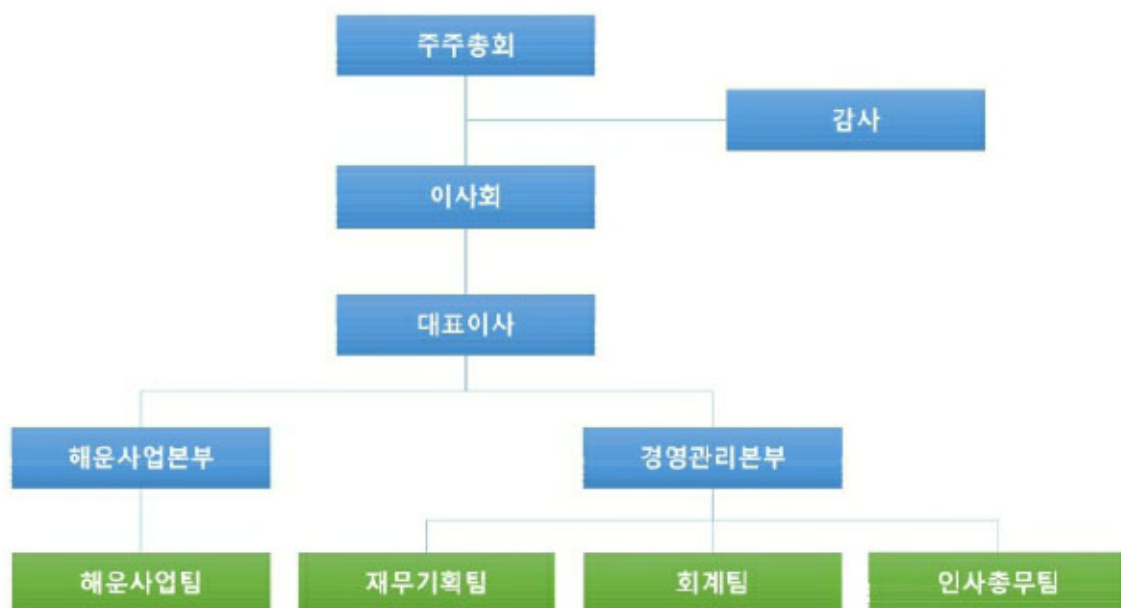 주주총회
감사
이사회
대표이사
해운사업본부
경영관리본부
해운사업팀
재무기획팀
회계팀
인사총무팀